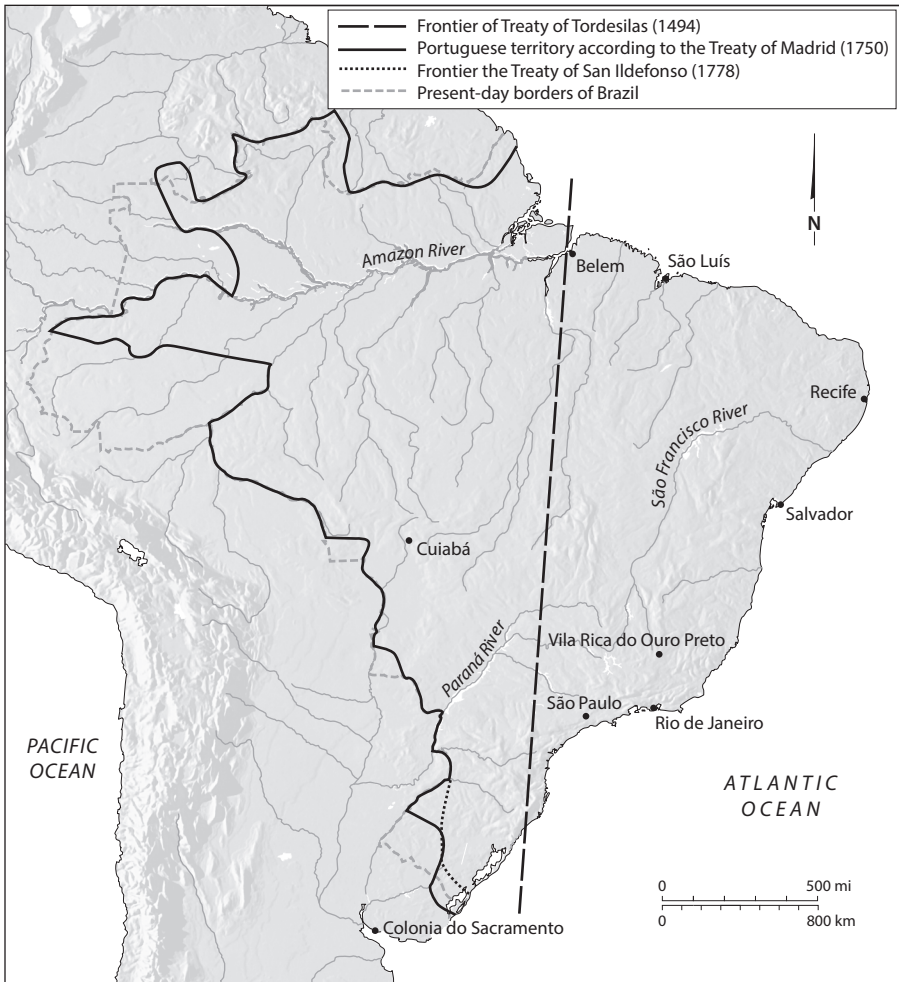 Frontier of Treaty of Tordesilas (1494)
Portuguese territory according to the Treaty of Madrid (1750)
Frontier the Treaty of San Ildefonso (1778)
Present-day borders of Brazil
N
Amazon River
Belem
São Luís
Recife
São Francisco River
Salvador
Cuiabá
Paraná River
Vila Rica do Ouro Preto
São Paulo
Rio de Janeiro
PACIFIC
OCEAN
ATLANTIC
OCEAN
0 500 mi
0 800 km
Colonia do Sacramento